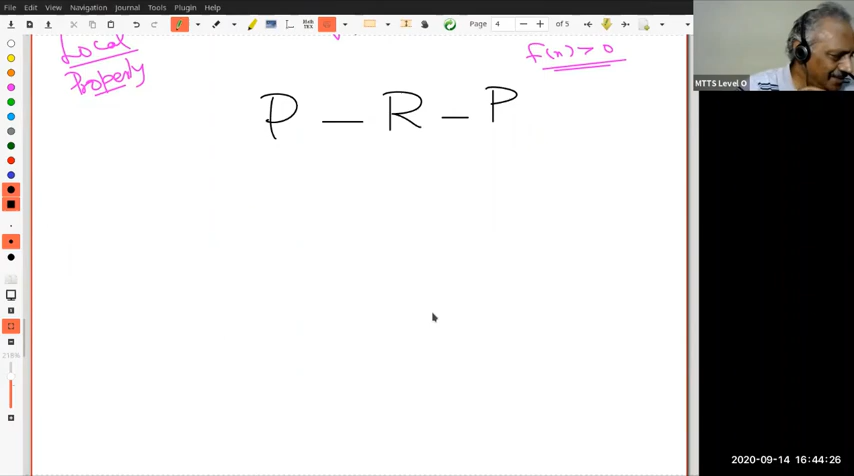 File Edit View Navigation Journal Tools Plugin Help
Page 4 of 5
Local
Property
f(x) > 0
P — R — P
218%
MTTS Level O
2020-09-14 16:44:26